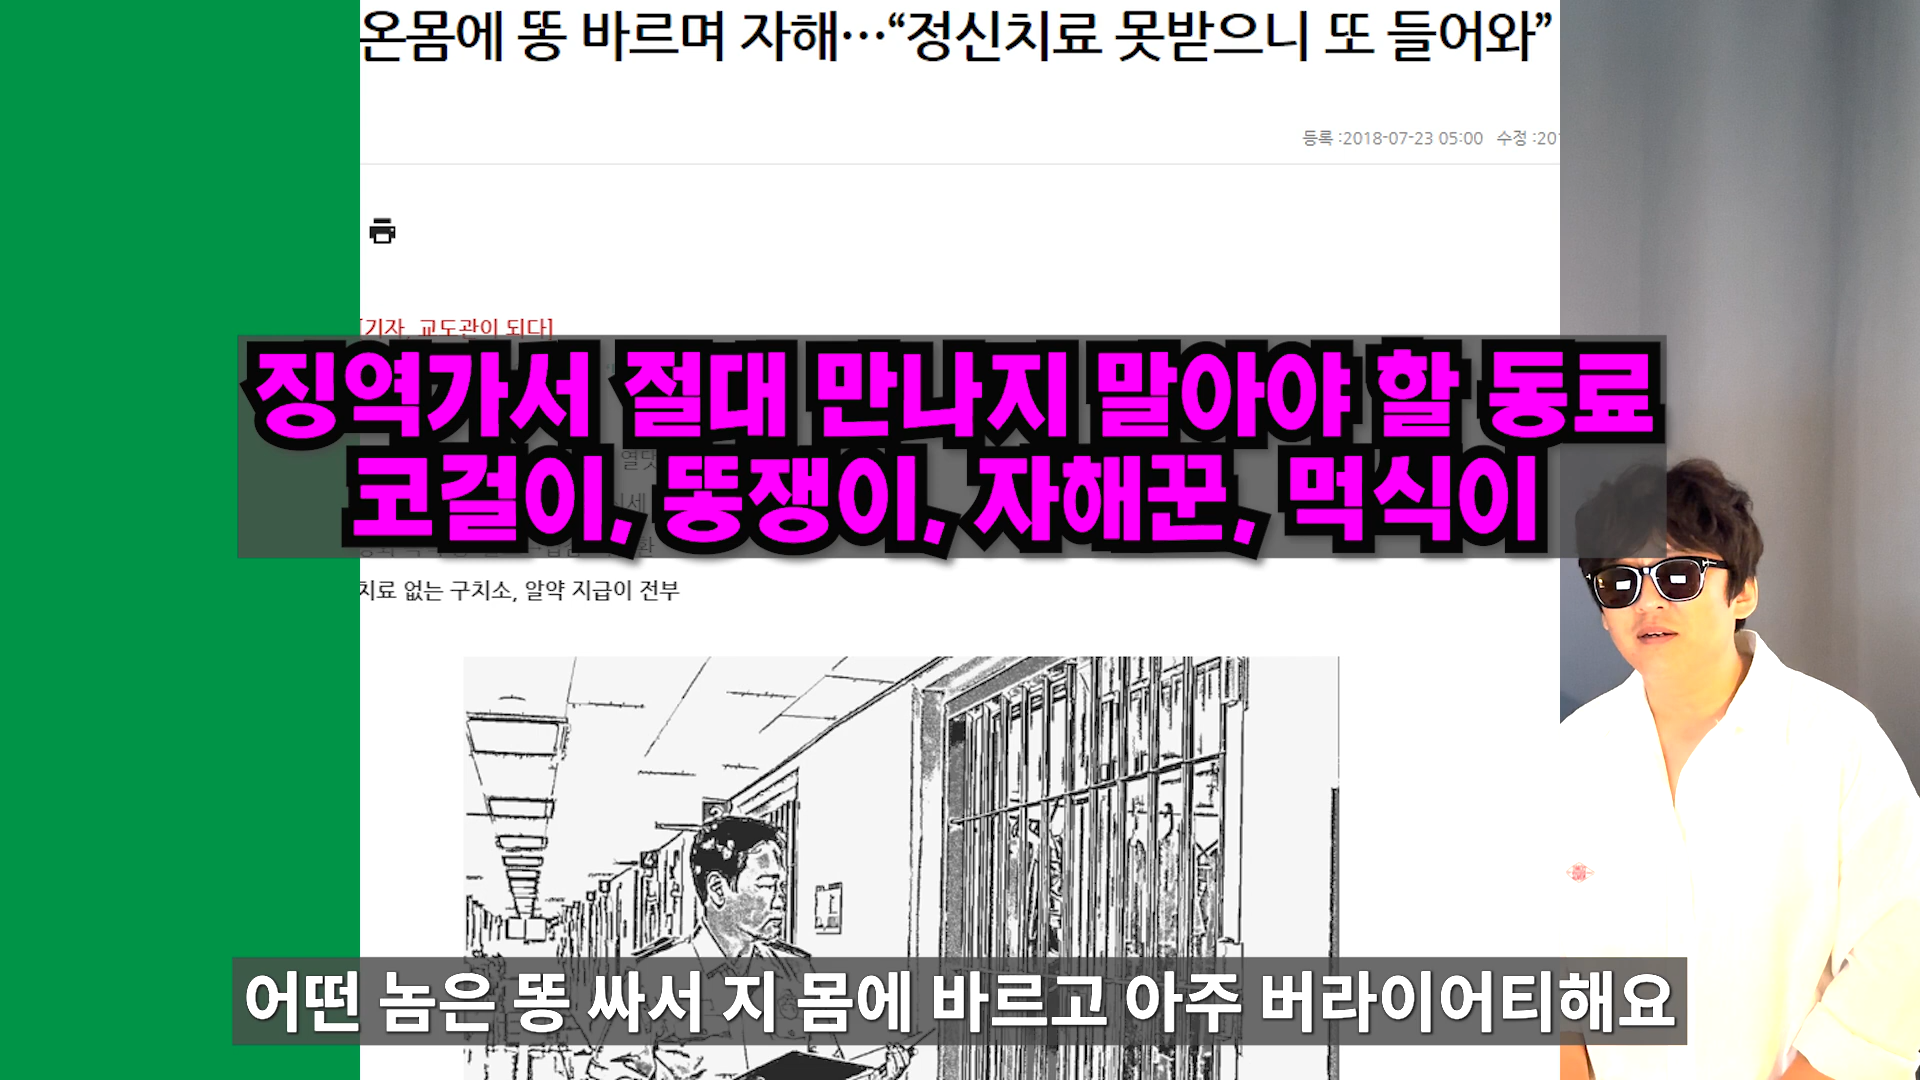 온몸에 똥 바르며 자해…“정신치료 못받으니 또 들어와”
등록 :2018-07-23 05:00 수정 :201
[기자, 교도관이 되다]
징역가서 절대 만나지 말아야 할 동료
코걸이, 똥쟁이, 자해꾼, 먹식이
치료 없는 구치소, 알약 지급이 전부
어떤 놈은 똥 싸서 지 몸에 바르고 아주 버라이어티해요